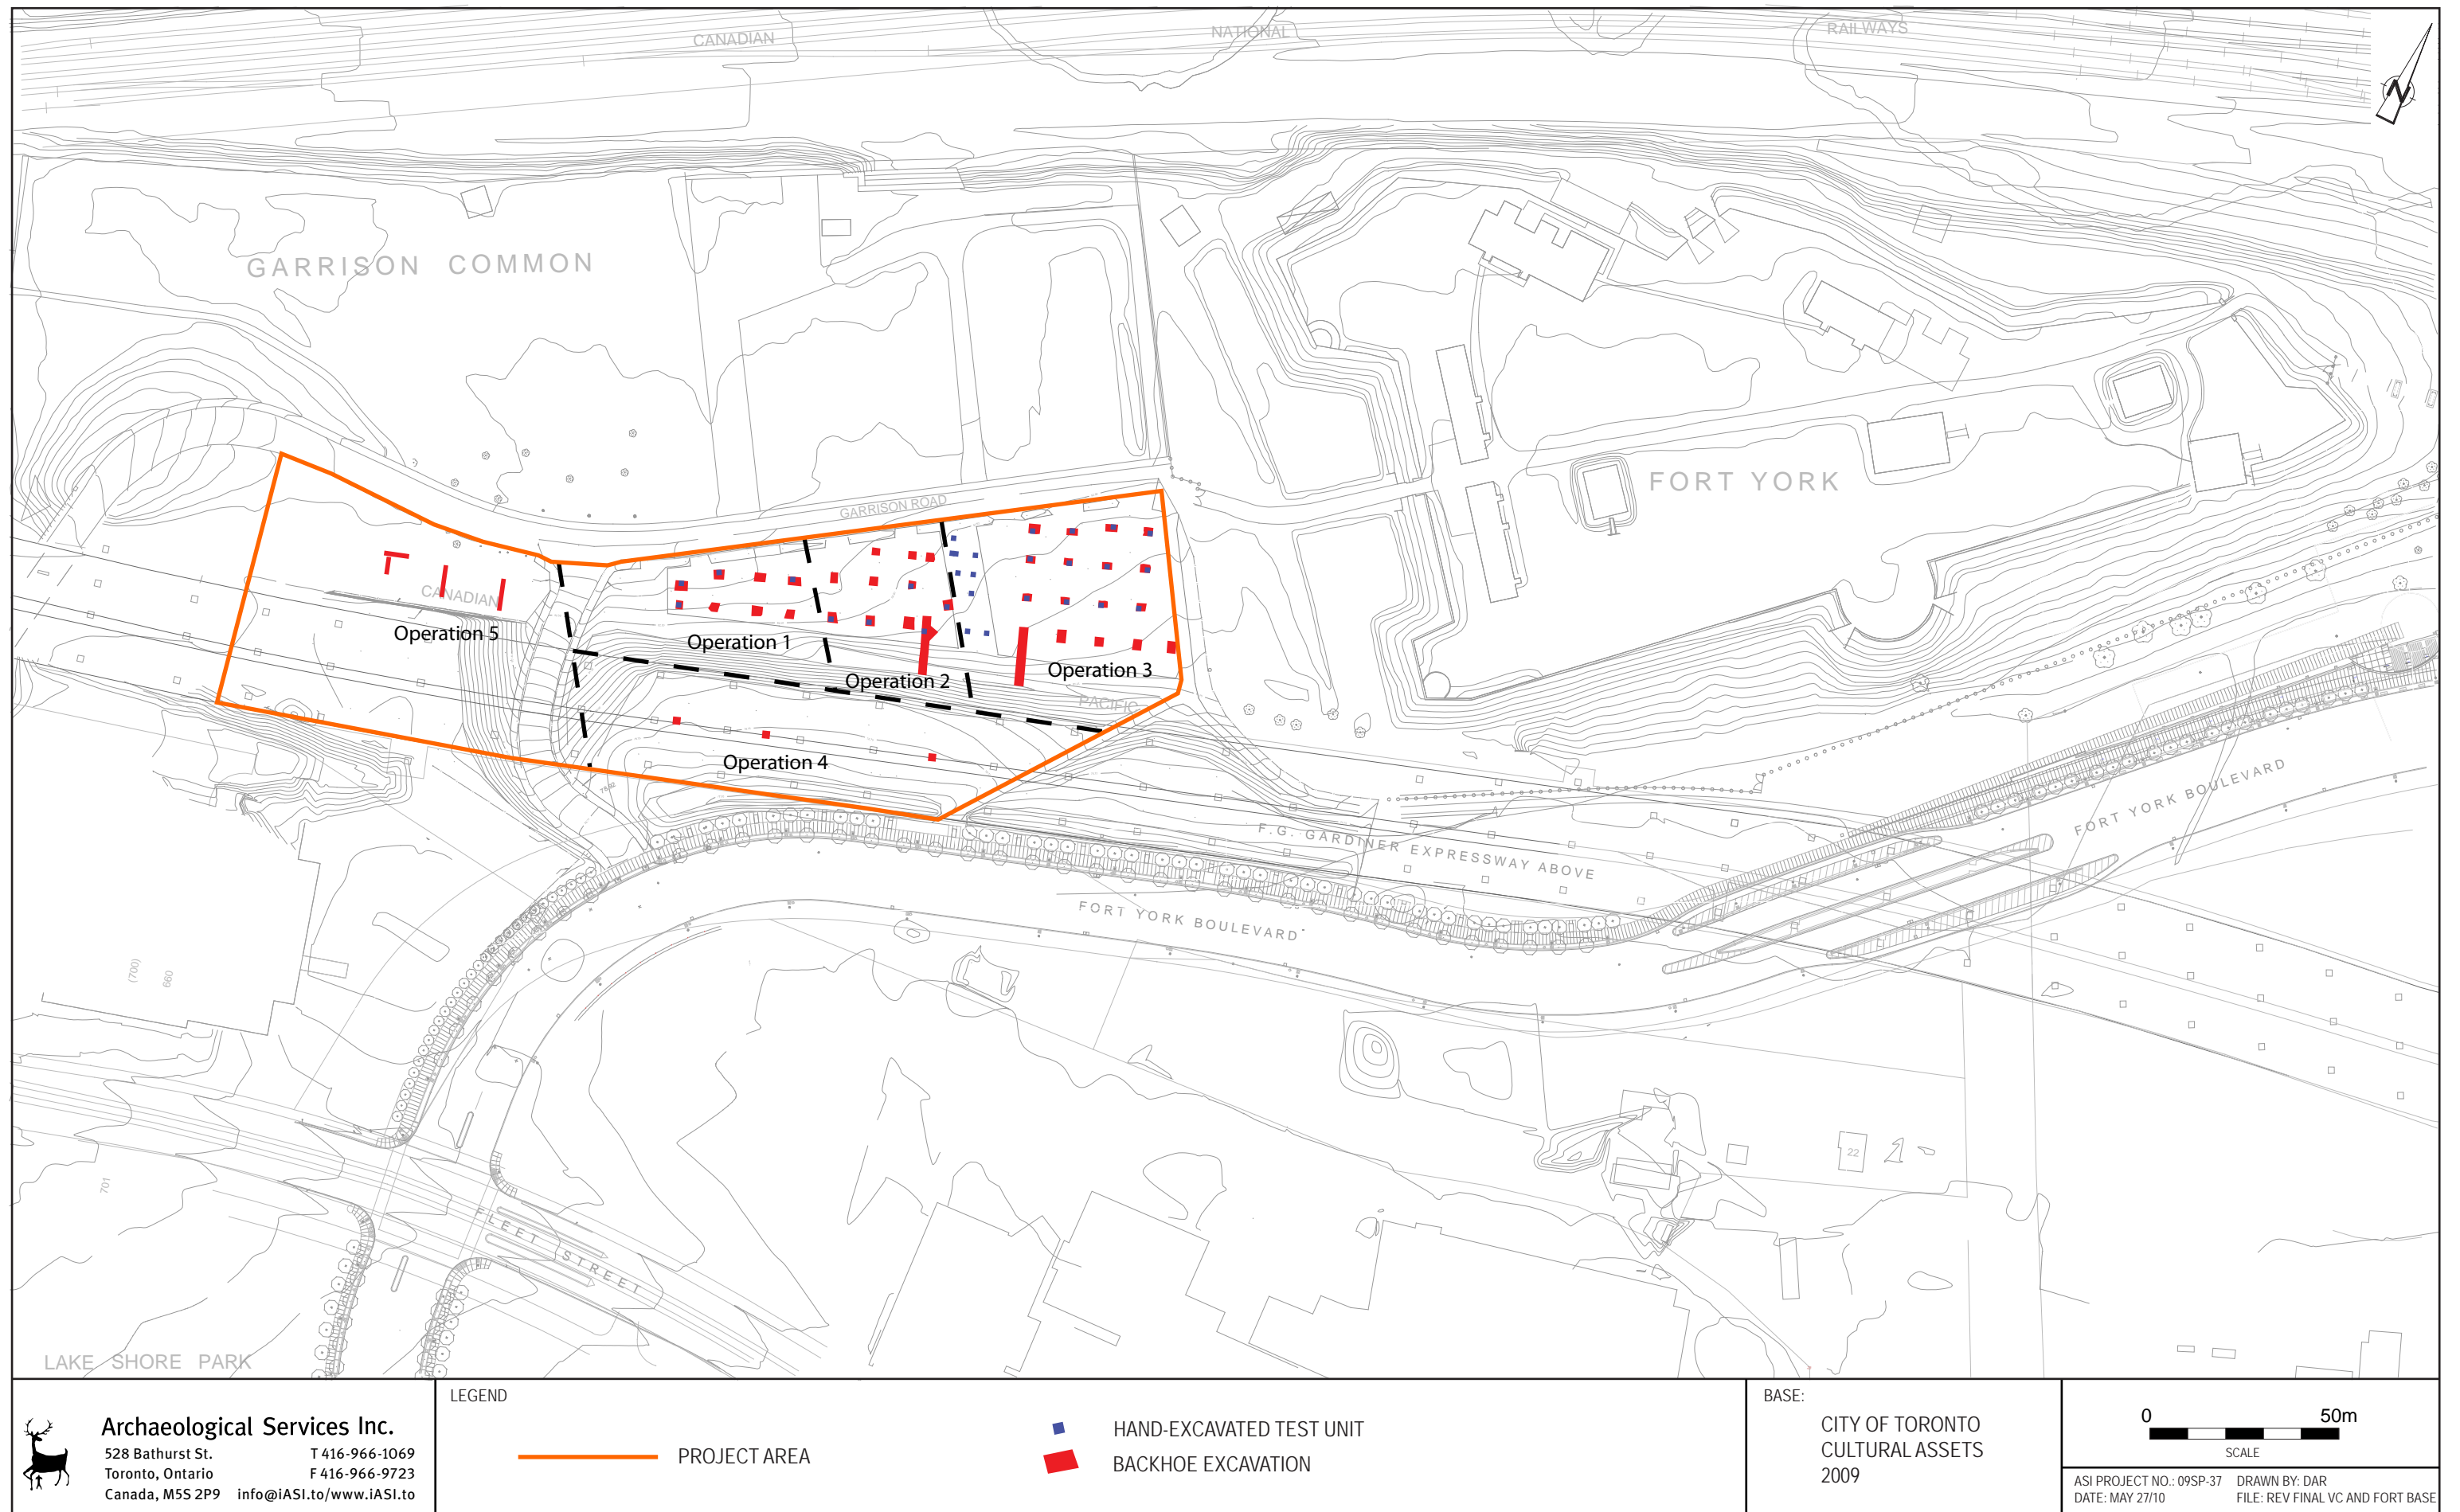 CANADIAN NATIONAL RAILWAYS
N
GARRISON COMMON
FORT YORK
GARRISON ROAD
CANADIAN
Operation 5
Operation 1
Operation 2
Operation 3
PACIFIC
Operation 4
F.G. GARDINER EXPRESSWAY ABOVE
FORT YORK BOULEVARD
FORT YORK BOULEVARD
(700)
660
701
22
FLEET STREET
LAKE SHORE PARK
Archaeological Services Inc.
528 Bathurst St. T 416-966-1069
Toronto, Ontario F 416-966-9723
Canada, M5S 2P9 info@iASI.to/www.iASI.to
LEGEND
PROJECT AREA
HAND-EXCAVATED TEST UNIT
BACKHOE EXCAVATION
BASE:
CITY OF TORONTO
CULTURAL ASSETS
2009
0 50m
SCALE
ASI PROJECT NO.: 09SP-37 DRAWN BY: DAR
DATE: MAY 27/10 FILE: REV FINAL VC AND FORT BASE